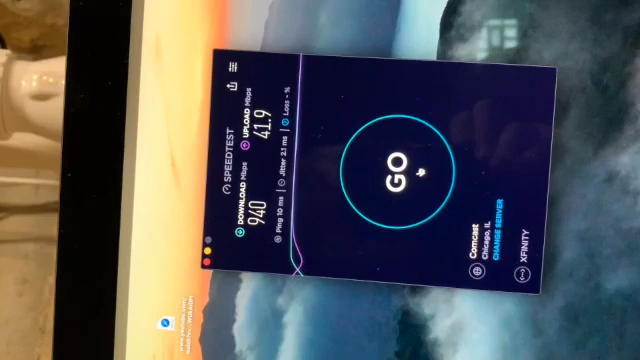 SPEEDTEST
DOWNLOAD Mbps
940
UPLOAD Mbps
41.9
Ping 10 ms
Jitter 2.1 ms
Loss - %
GO
Comcast
Chicago, IL
CHANGE SERVER
XFINITY